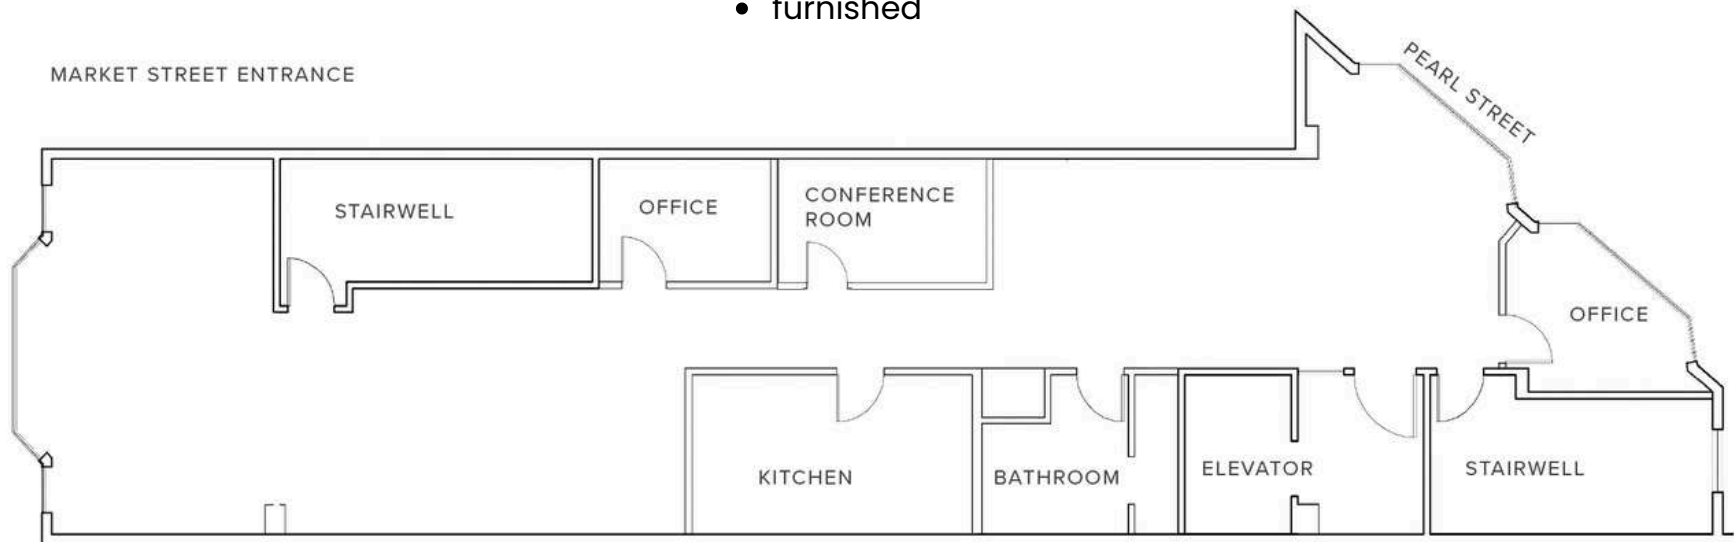 • furnished
MARKET STREET ENTRANCE
PEARL STREET
STAIRWELL
OFFICE
CONFERENCE
ROOM
OFFICE
KITCHEN
BATHROOM
ELEVATOR
STAIRWELL